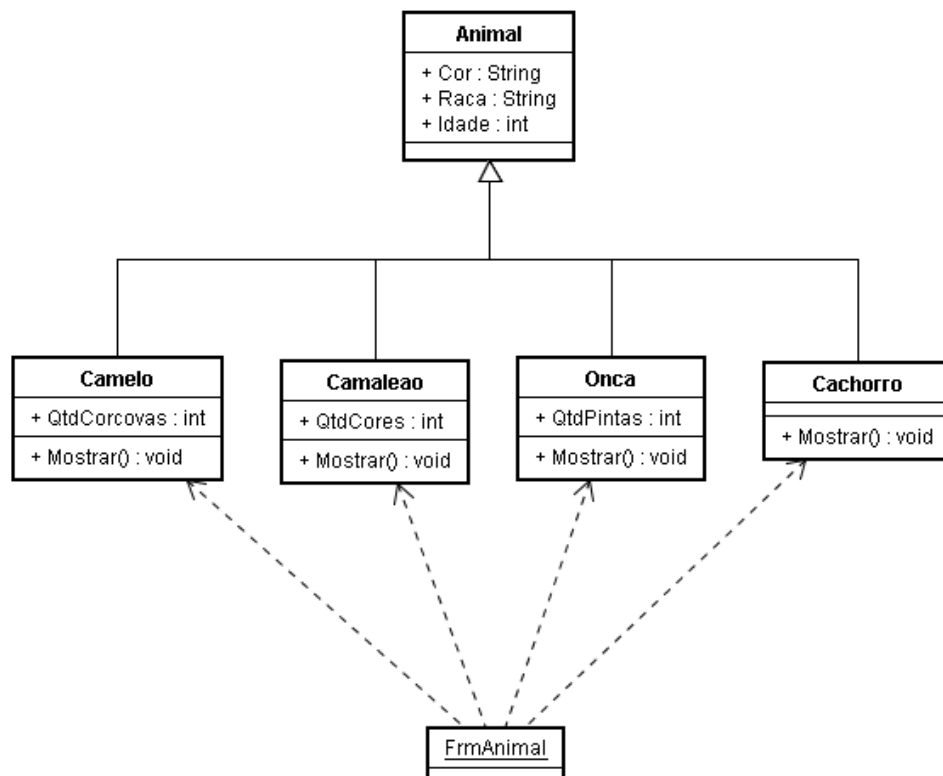 Animal
+ Cor : String
+ Raca : String
+ Idade : int
Camelo
+ QtdCorcovas : int
+ Mostrar() : void
Camaleao
+ QtdCores : int
+ Mostrar() : void
Onca
+ QtdPintas : int
+ Mostrar() : void
Cachorro
+ Mostrar() : void
FrmAnimal